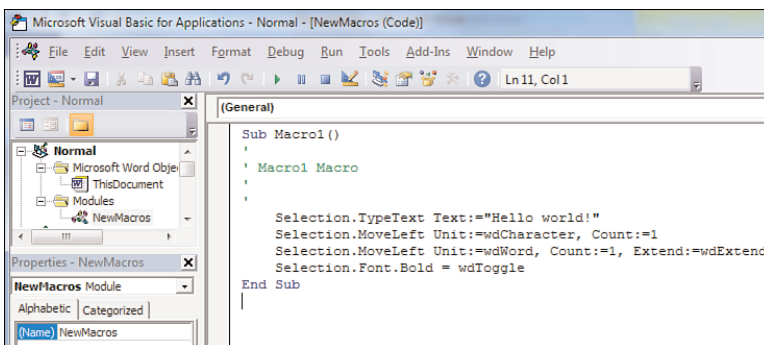 Microsoft Visual Basic for Applications - Normal - [NewMacros (Code)]
File Edit View Insert Format Debug Run Tools Add-Ins Window Help
Ln 11, Col 1
Project - Normal
(General)
Normal
Microsoft Word Obje
ThisDocument
Modules
NewMacros
Properties - NewMacros
NewMacros Module
Alphabetic Categorized
(Name) NewMacros
Sub Macro1()
'
' Macro1 Macro
'
'
Selection.TypeText Text:="Hello world!"
Selection.MoveLeft Unit:=wdCharacter, Count:=1
Selection.MoveLeft Unit:=wdWord, Count:=1, Extend:=wdExtend
Selection.Font.Bold = wdToggle
End Sub